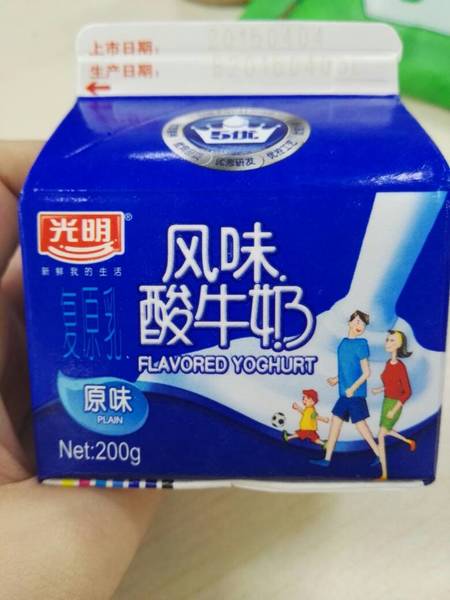 上市日期:
20160404
生产日期:
光明®
新鲜我的生活
风味
酸牛奶
FLAVORED YOGHURT
复原乳
原味
PLAIN
Net:200g